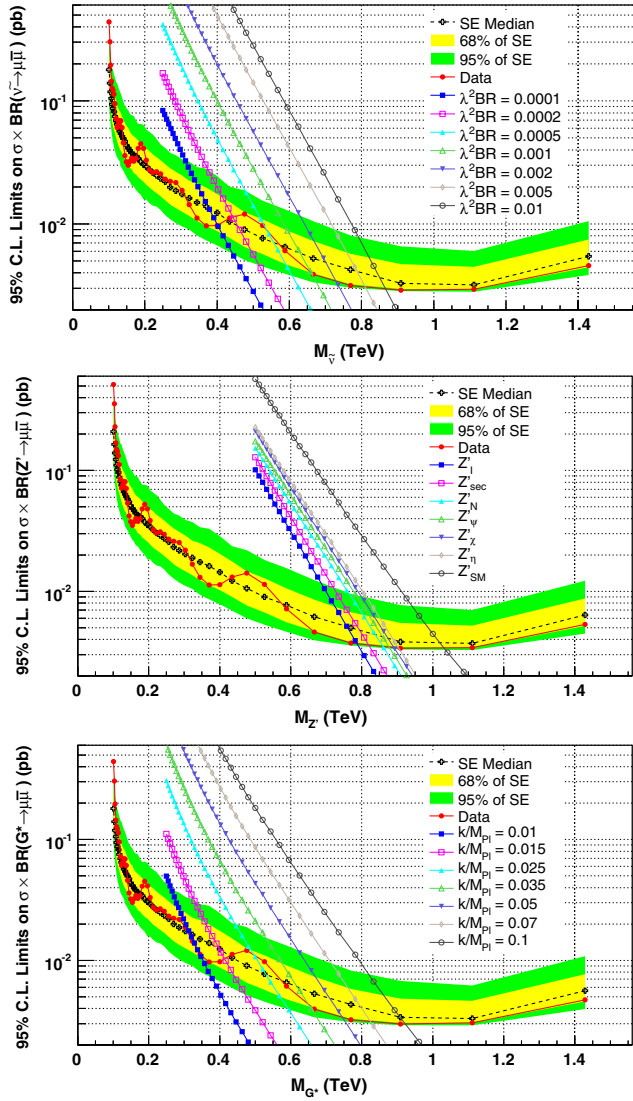 95% C.L. Limits on σ × BR(ν̃→μμ̅) (pb)
10⁻¹
10⁻²
SE Median
68% of SE
95% of SE
Data
λ²BR = 0.0001
λ²BR = 0.0002
λ²BR = 0.0005
λ²BR = 0.001
λ²BR = 0.002
λ²BR = 0.005
λ²BR = 0.01
0 0.2 0.4 0.6 0.8 1 1.2 1.4
M_ν̃ (TeV)
95% C.L. Limits on σ × BR(Z'→μμ̅) (pb)
10⁻¹
10⁻²
SE Median
68% of SE
95% of SE
Data
Z'_I
Z'_sec
Z'_N
Z'_ψ
Z'_χ
Z'_η
Z'_SM
0 0.2 0.4 0.6 0.8 1 1.2 1.4
M_Z' (TeV)
95% C.L. Limits on σ × BR(G*→μμ̅) (pb)
10⁻¹
10⁻²
SE Median
68% of SE
95% of SE
Data
k/M_Pl = 0.01
k/M_Pl = 0.015
k/M_Pl = 0.025
k/M_Pl = 0.035
k/M_Pl = 0.05
k/M_Pl = 0.07
k/M_Pl = 0.1
0 0.2 0.4 0.6 0.8 1 1.2 1.4
M_G* (TeV)